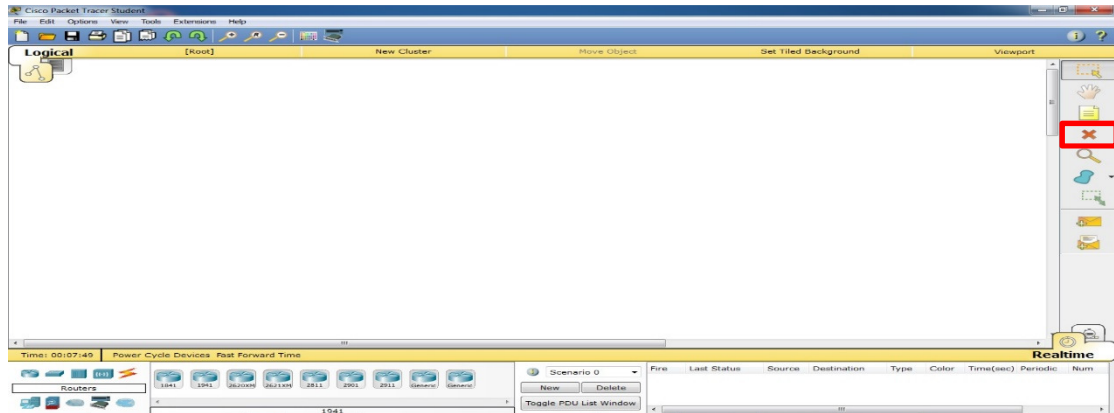 Cisco Packet Tracer Student
File Edit Options View Tools Extensions Help
Logical [Root] New Cluster Move Object Set Tiled Background Viewport
Time: 00:07:49 Power Cycle Devices Fast Forward Time Realtime
Scenario 0 Fire Last Status Source Destination Type Color Time(sec) Periodic Num
1841 1941 2620XM 2621XM 2811 2901 2911 Generic Generic
Routers New Delete
Toggle PDU List Window
1941